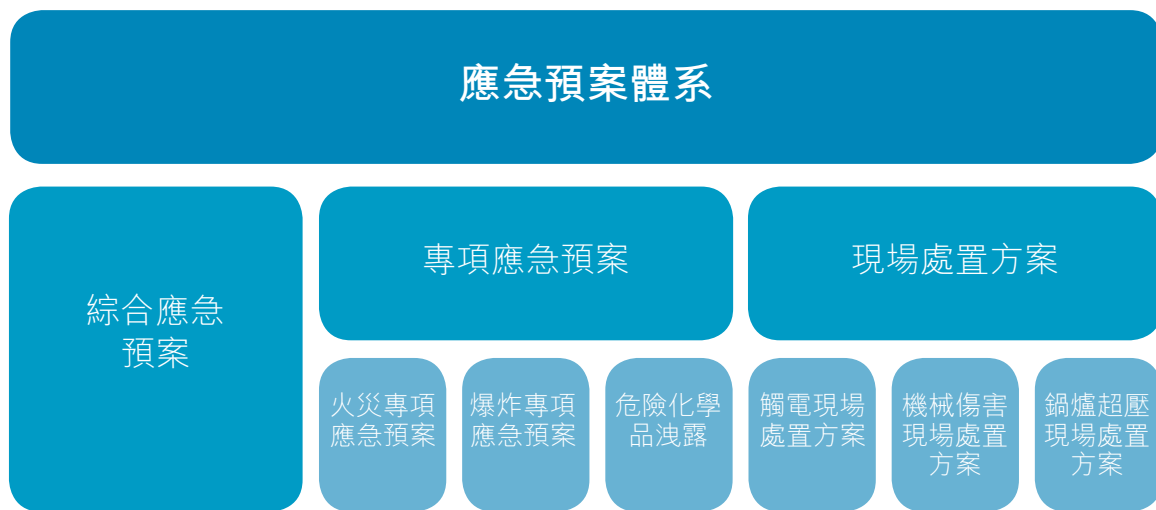 應急預案體系
綜合應急
預案
專項應急預案
現場處置方案
火災專項
應急預案
爆炸專項
應急預案
危險化學
品洩露
觸電現場
處置方案
機械傷害
現場處置
方案
鍋爐超壓
現場處置
方案